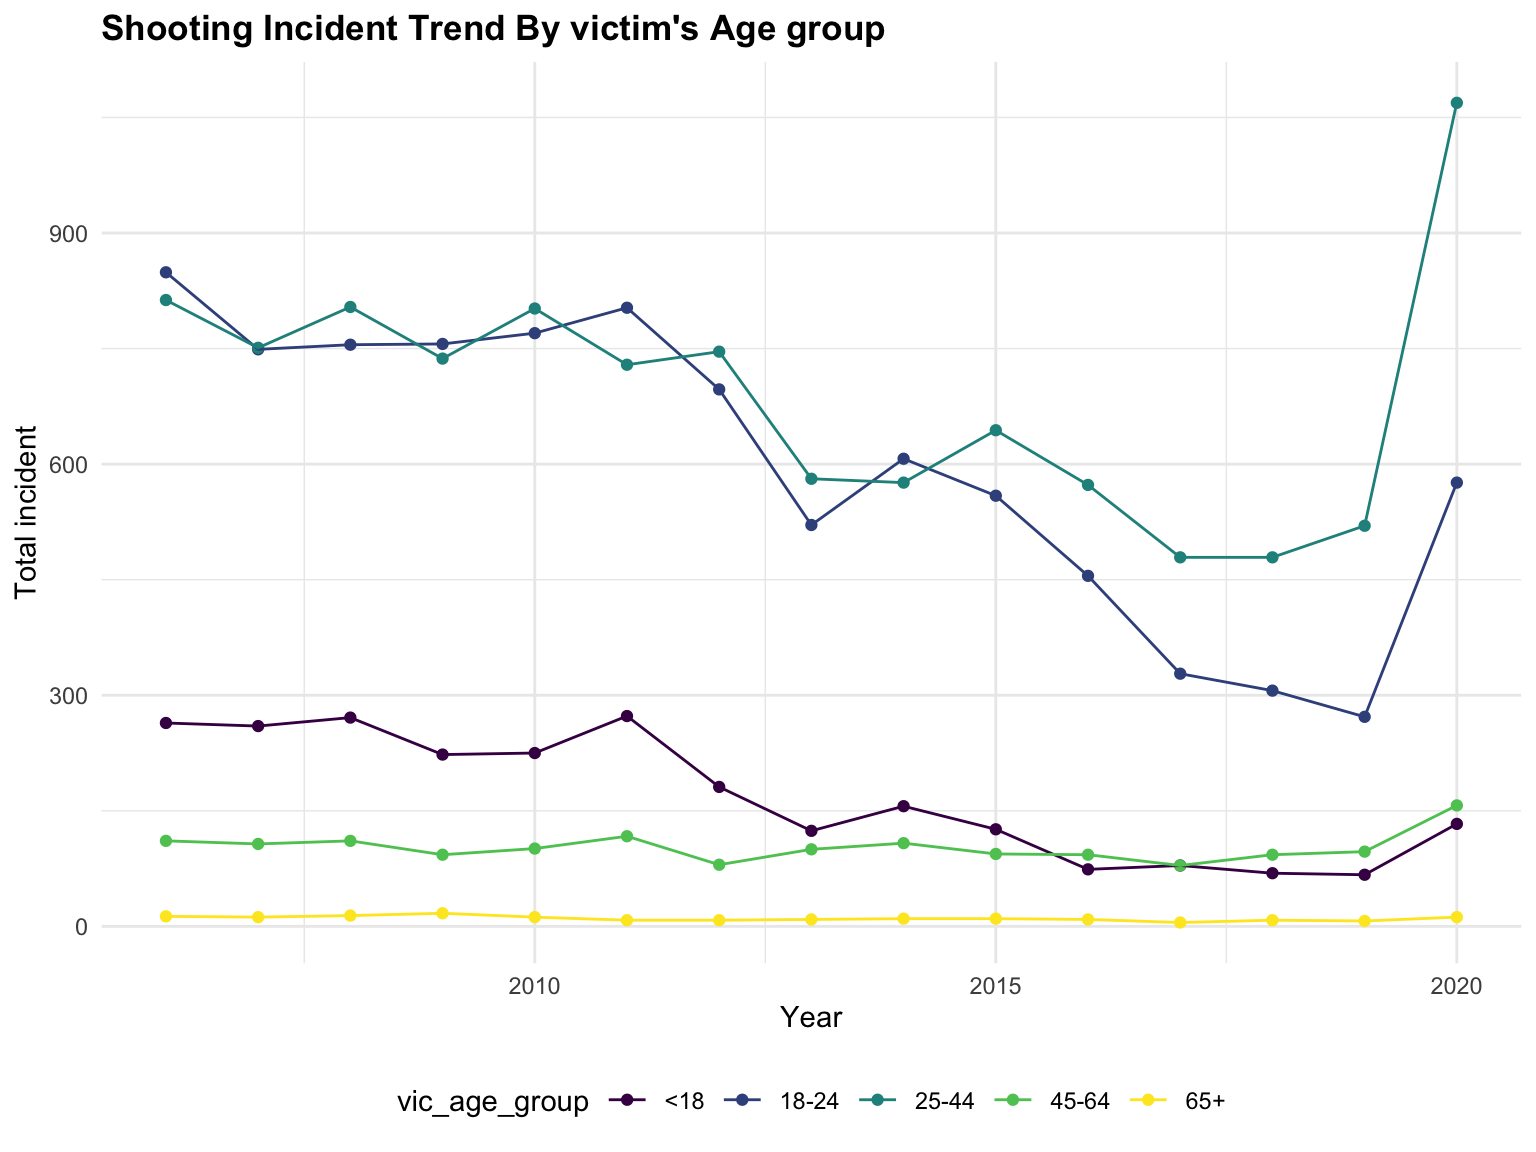 Shooting Incident Trend By victim's Age group
900
600
300
0
Total incident
2010 2015 2020
Year
vic_age_group <18 18-24 25-44 45-64 65+